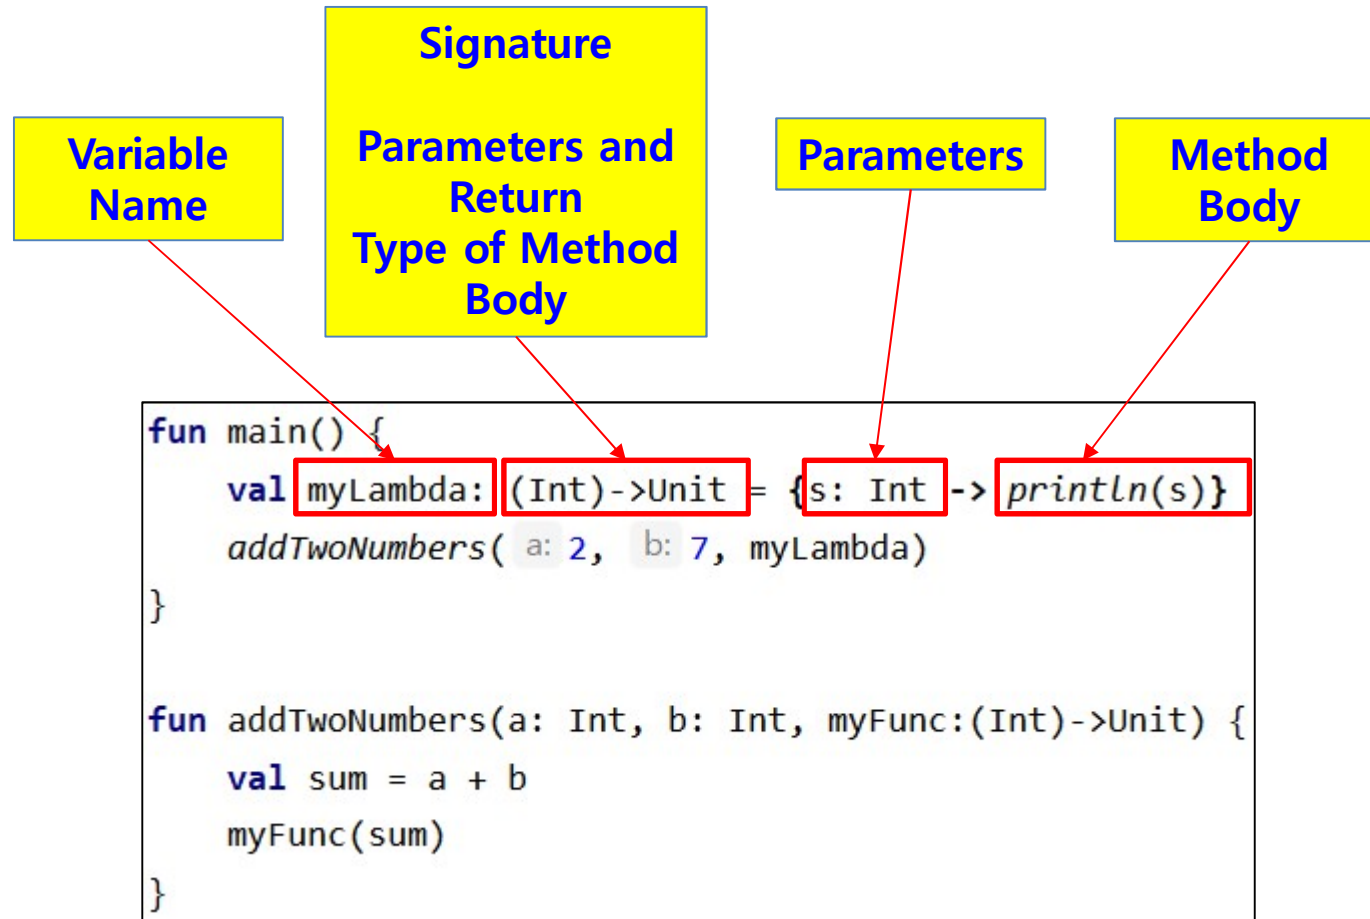 Signature
Parameters and
Return
Type of Method
Body
Variable
Name
Parameters
Method
Body
fun main() {
    val myLambda: (Int)->Unit = {s: Int -> println(s)}
    addTwoNumbers( a: 2, b: 7, myLambda)
}
fun addTwoNumbers(a: Int, b: Int, myFunc:(Int)->Unit) {
    val sum = a + b
    myFunc(sum)
}